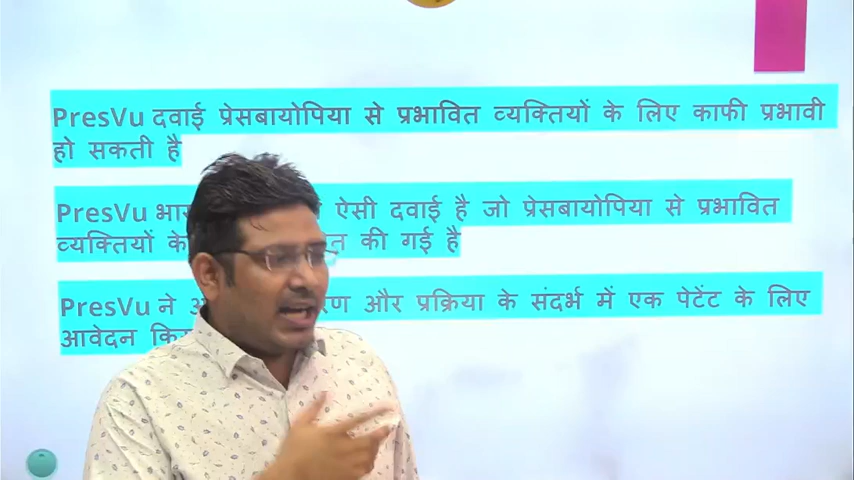 PresVu दवाई प्रेसबायोपिया से प्रभावित व्यक्तियों के लिए काफी प्रभावी
हो सकती है
PresVu ऐसी दवाई है जो प्रेसबायोपिया से प्रभावित
व्यक्तियों के की गई है
PresVu ने और प्रक्रिया के संदर्भ में एक पेटेंट के लिए
आवेदन